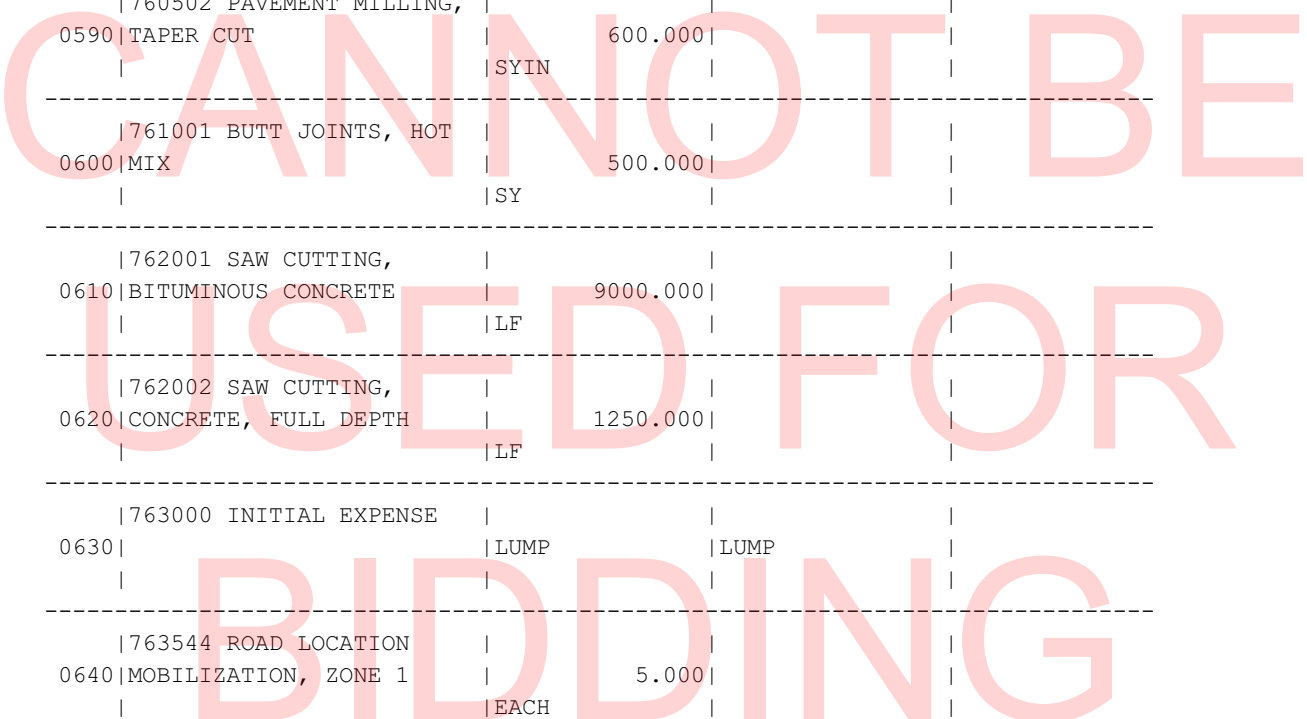 |760502 PAVEMENT MILLING, | | |
0590|TAPER CUT | 600.000| |
| |SYIN | |
--------------------------------------------------------------------------------
|761001 BUTT JOINTS, HOT | | |
0600|MIX | 500.000| |
| |SY | |
--------------------------------------------------------------------------------
|762001 SAW CUTTING, | | |
0610|BITUMINOUS CONCRETE | 9000.000| |
| |LF | |
--------------------------------------------------------------------------------
|762002 SAW CUTTING, | | |
0620|CONCRETE, FULL DEPTH | 1250.000| |
| |LF | |
--------------------------------------------------------------------------------
|763000 INITIAL EXPENSE | | |
0630| |LUMP |LUMP |
| | | |
--------------------------------------------------------------------------------
|763544 ROAD LOCATION | | |
0640|MOBILIZATION, ZONE 1 | 5.000| |
| |EACH | |
CANNOT BE
USED FOR
BIDDING